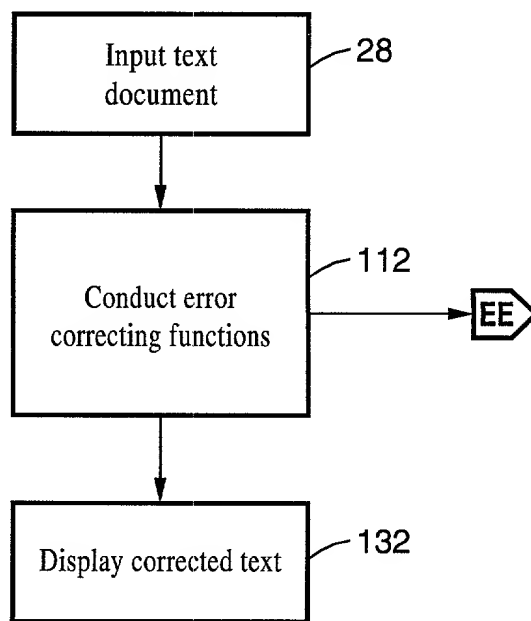 Input text
document
28
Conduct error
correcting functions
112
EE
Display corrected text
132